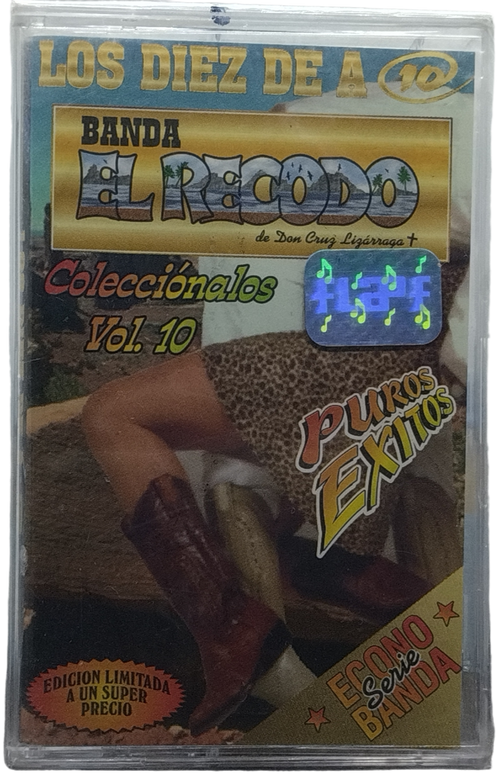 LOS DIEZ DE A 10
BANDA
EL RECODO
de Don Cruz Lizárraga †
Colecciónalos
Vol. 10
PUROS
EXITOS
ECONO
Serie
BANDA
EDICION LIMITADA
A UN SUPER
PRECIO